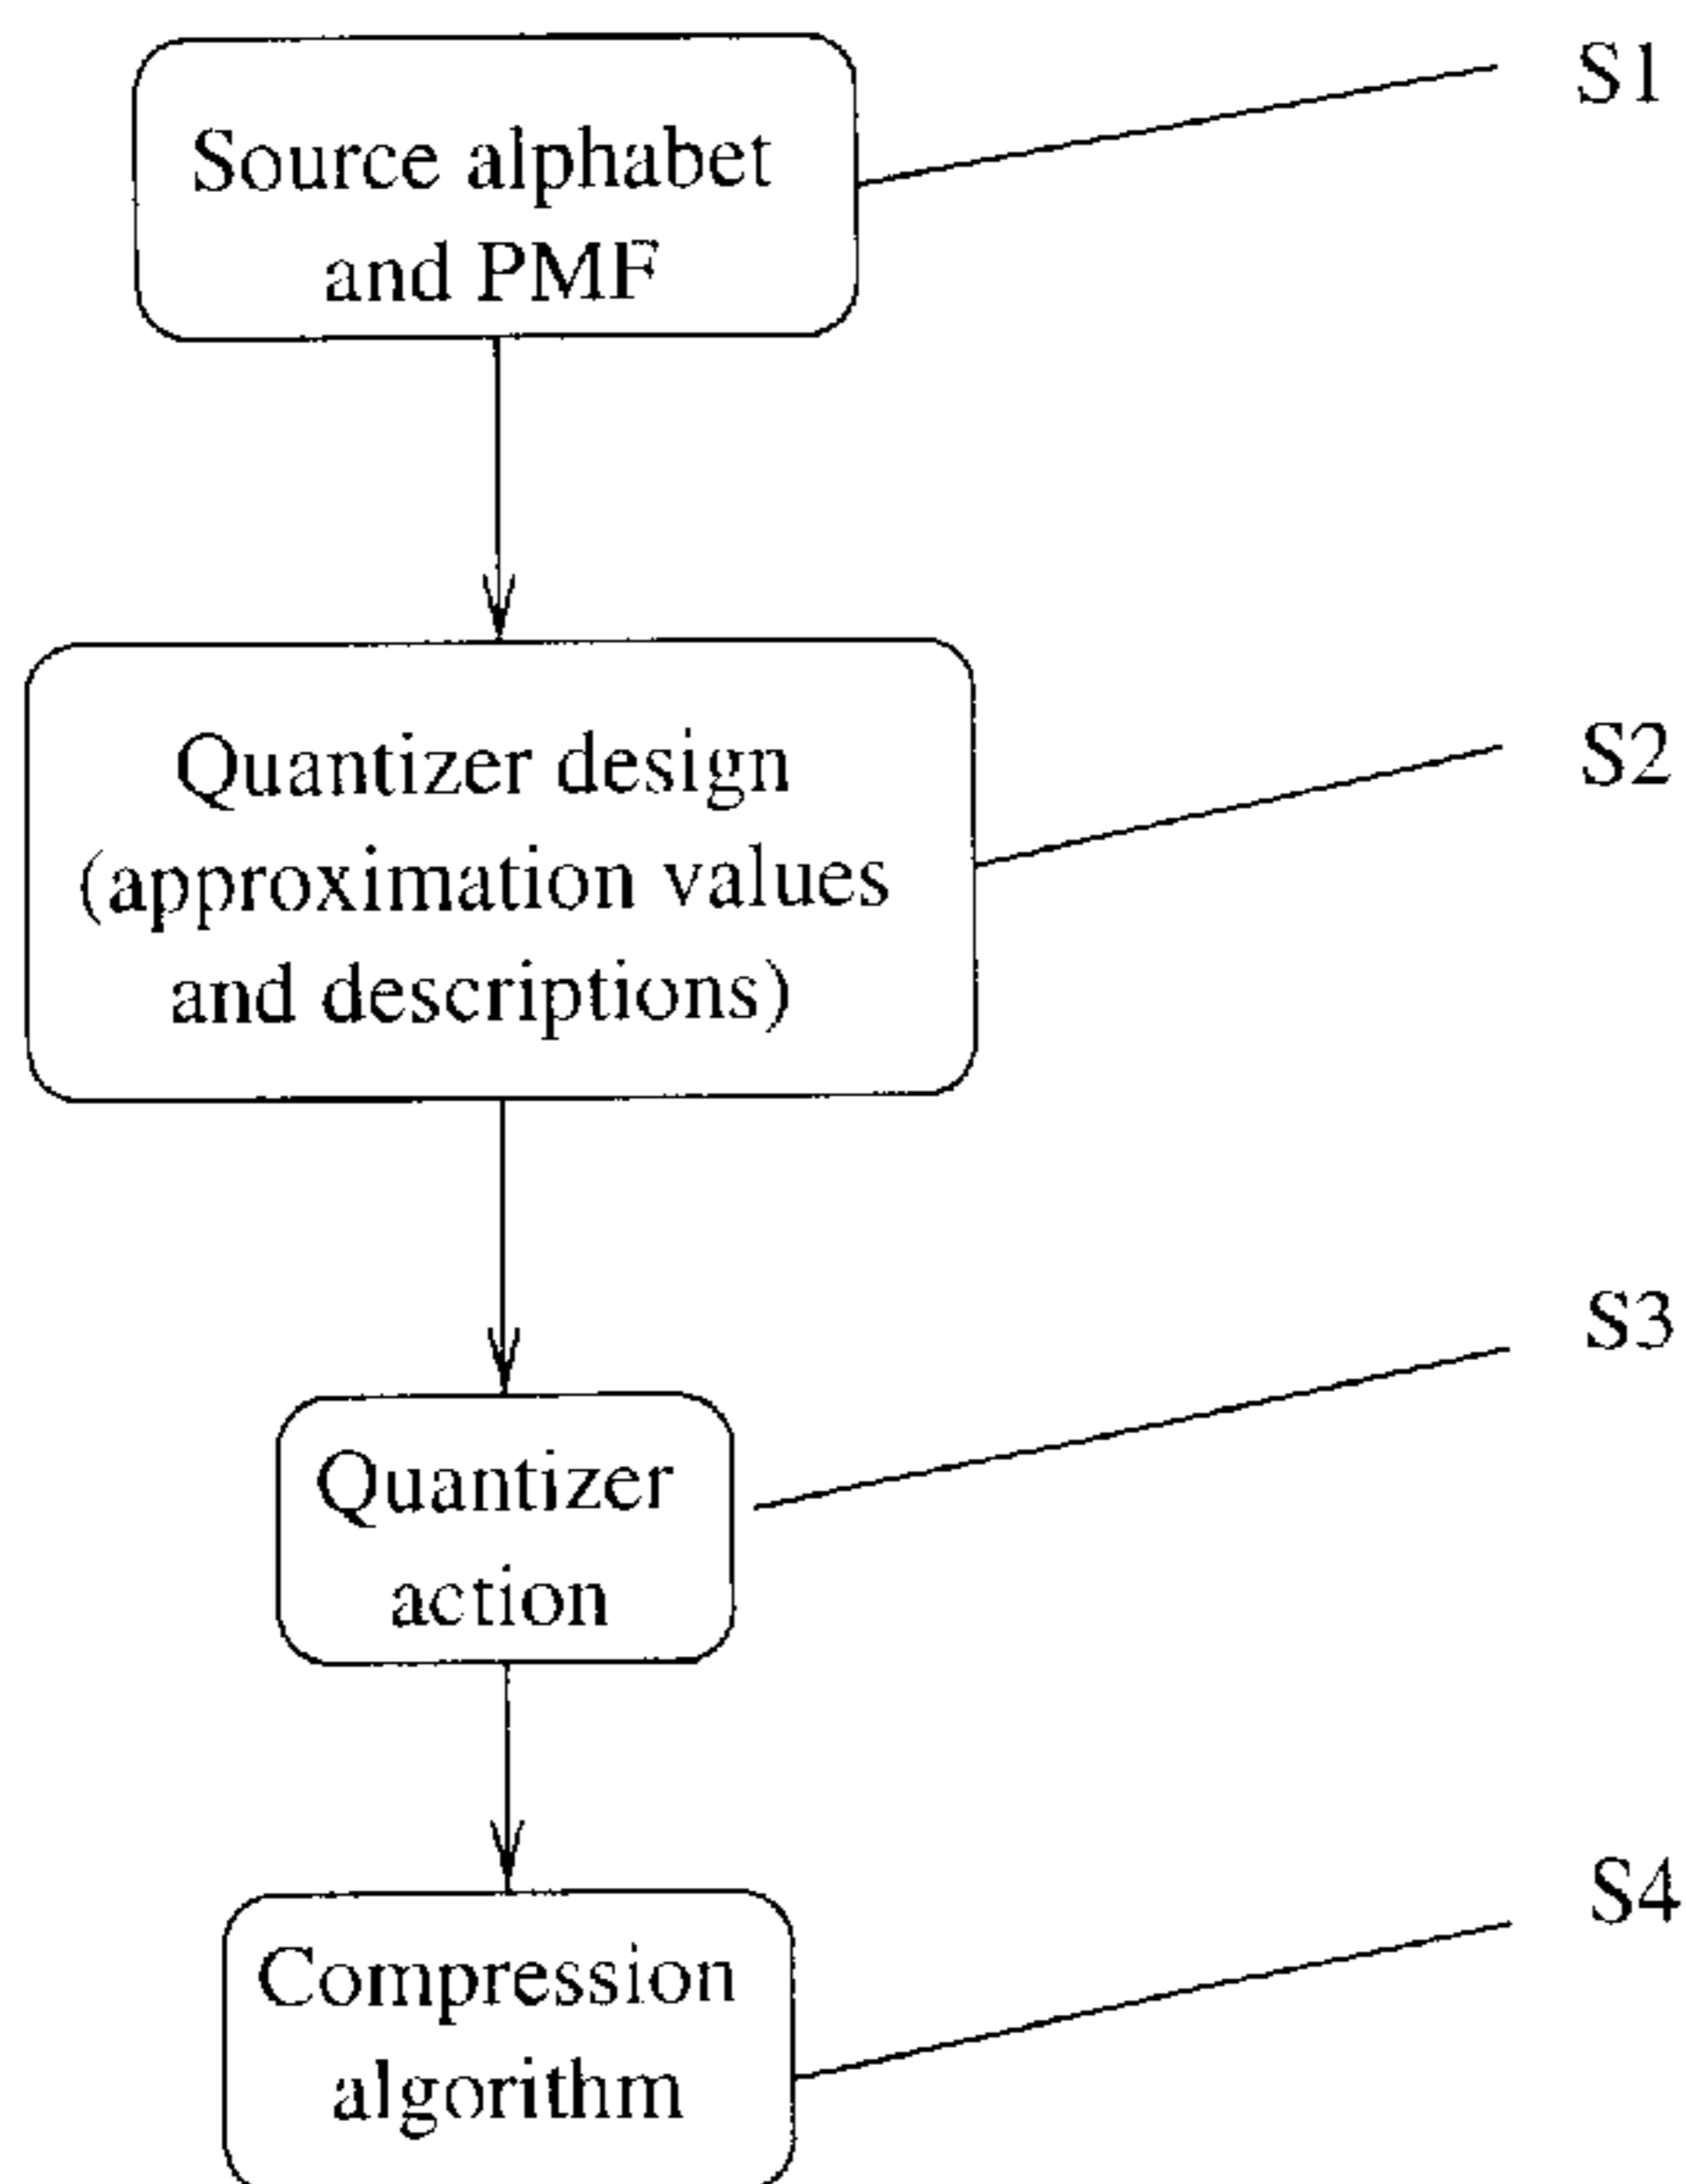 S1
Source alphabet
and PMF
S2
Quantizer design
(approximation values
and descriptions)
S3
Quantizer
action
S4
Compression
algorithm